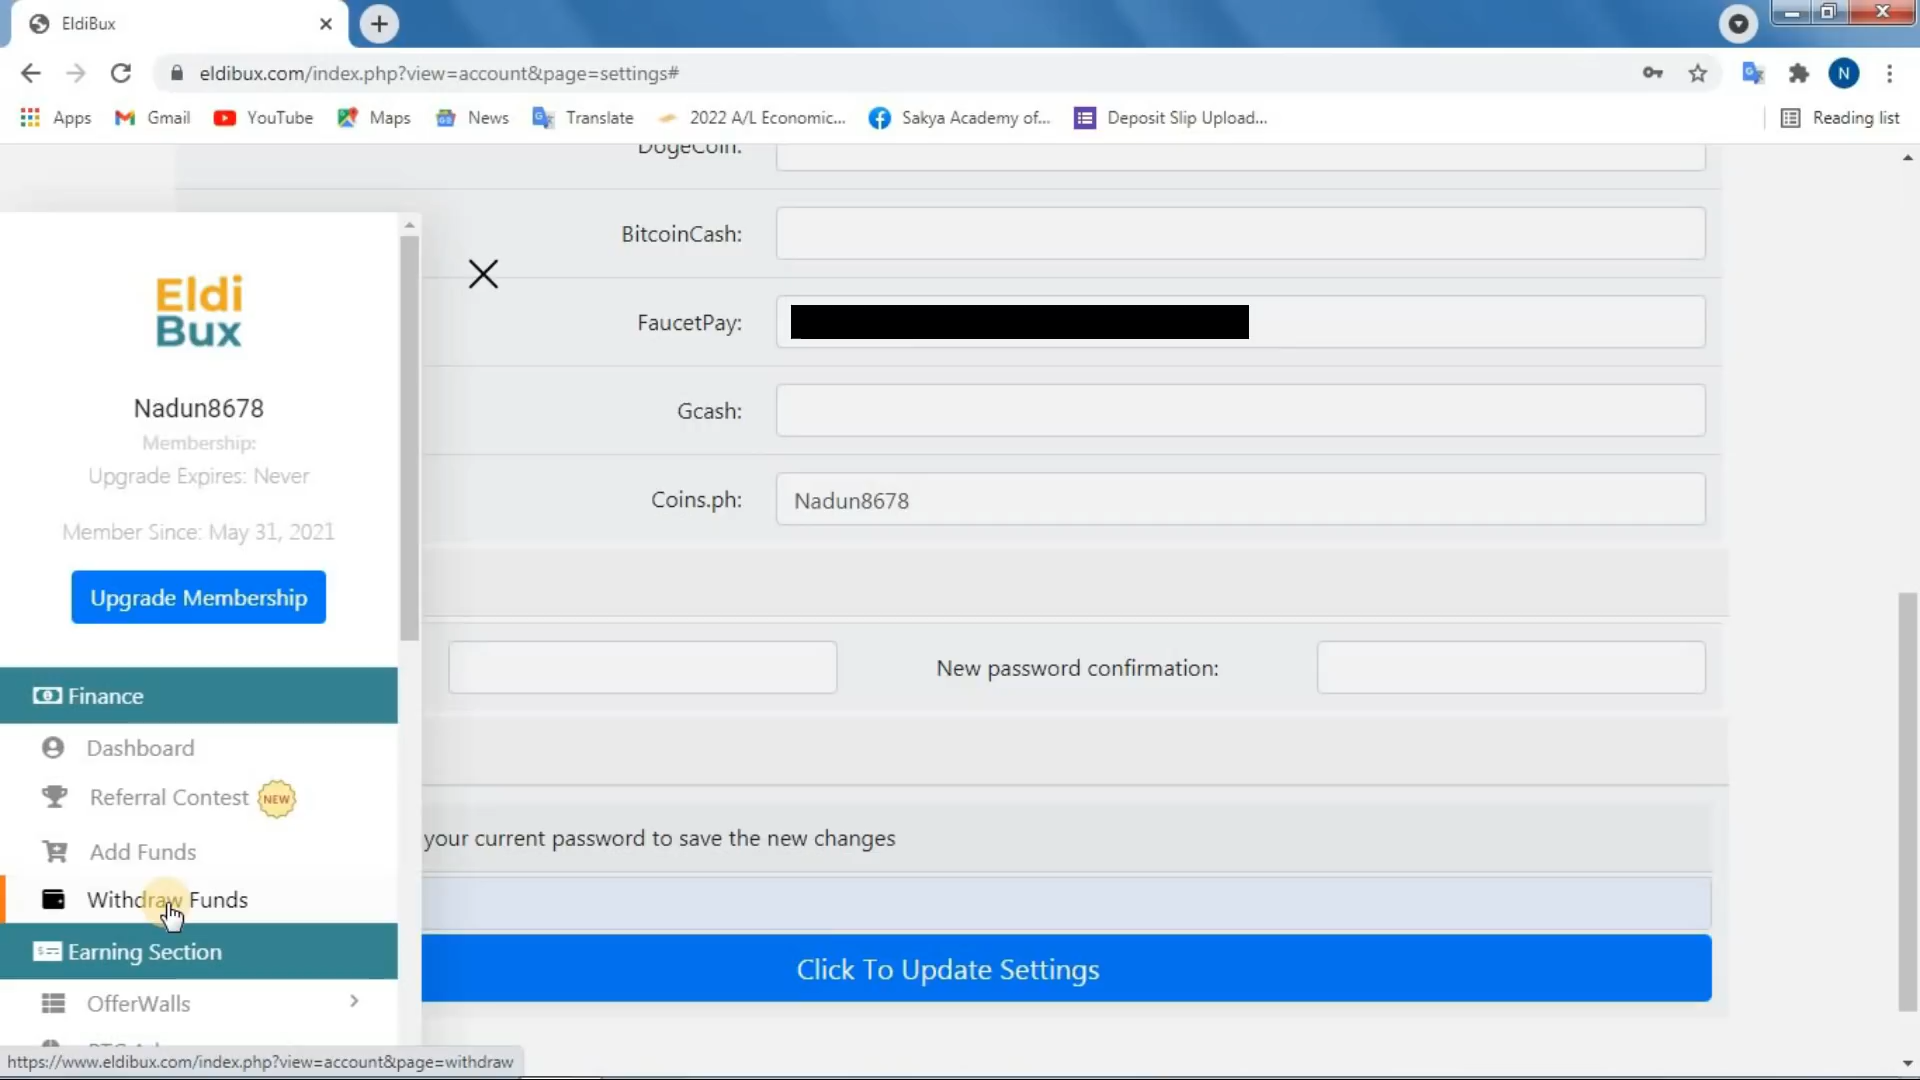 EldiBux
eldibux.com/index.php?view=account&page=settings#
N
Apps
Gmail
YouTube
Maps
News
Translate
2022 A/L Economic...
Sakya Academy of...
Deposit Slip Upload...
Reading list
DogeCoin:
BitcoinCash:
FaucetPay:
Gcash:
Coins.ph:
Nadun8678
New password confirmation:
your current password to save the new changes
Click To Update Settings
Eldi
Bux
Nadun8678
Membership:
Upgrade Expires: Never
Member Since: May 31, 2021
Upgrade Membership
Finance
Dashboard
Referral Contest NEW
Add Funds
Withdraw Funds
Earning Section
OfferWalls
https://www.eldibux.com/index.php?view=account&page=withdraw